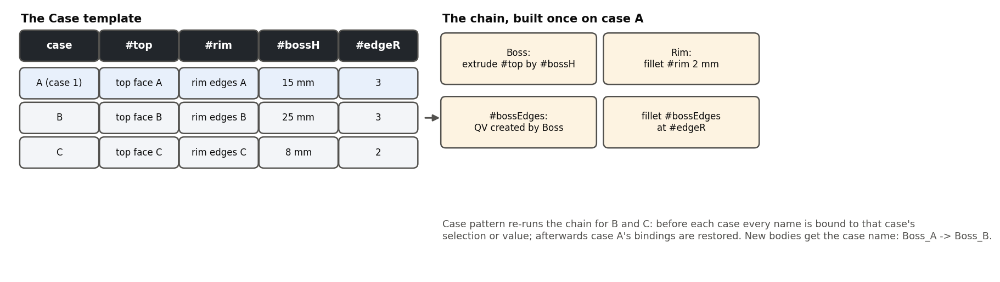 The Case template
case #top #rim #bossH #edgeR
A (case 1) top face A rim edges A 15 mm 3
B top face B rim edges B 25 mm 3
C top face C rim edges C 8 mm 2
The chain, built once on case A
Boss:
extrude #top by #bossH
Rim:
fillet #rim 2 mm
#bossEdges:
QV created by Boss
fillet #bossEdges
at #edgeR
Case pattern re-runs the chain for B and C: before each case every name is bound to that case's
selection or value; afterwards case A's bindings are restored. New bodies get the case name: Boss_A -> Boss_B.